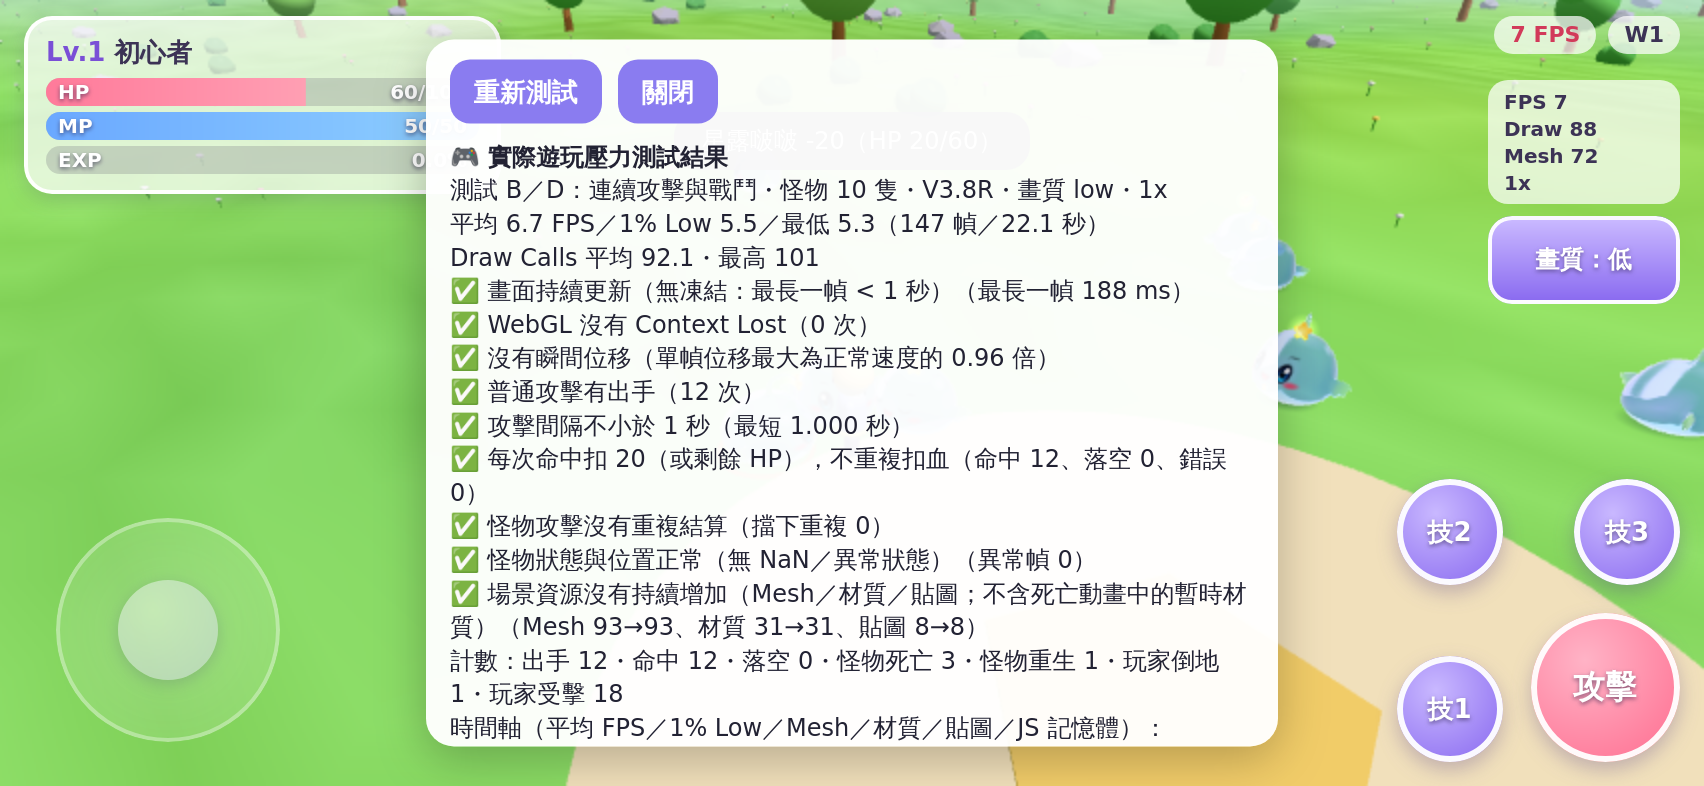 Lv.1 初心者
HP 60/
MP 50/50
EXP 0
重新測試
關閉
星露啵啵 -20（HP 20/60）
🎮 實際遊玩壓力測試結果
測試 B／D：連續攻擊與戰鬥・怪物 10 隻・V3.8R・畫質 low・1x
平均 6.7 FPS／1% Low 5.5／最低 5.3（147 幀／22.1 秒）
Draw Calls 平均 92.1・最高 101
✅ 畫面持續更新（無凍結：最長一幀 < 1 秒）（最長一幀 188 ms）
✅ WebGL 沒有 Context Lost（0 次）
✅ 沒有瞬間位移（單幀位移最大為正常速度的 0.96 倍）
✅ 普通攻擊有出手（12 次）
✅ 攻擊間隔不小於 1 秒（最短 1.000 秒）
✅ 每次命中扣 20（或剩餘 HP），不重複扣血（命中 12、落空 0、錯誤
0）
✅ 怪物攻擊沒有重複結算（擋下重複 0）
✅ 怪物狀態與位置正常（無 NaN／異常狀態）（異常幀 0）
✅ 場景資源沒有持續增加（Mesh／材質／貼圖；不含死亡動畫中的暫時材
質）（Mesh 93→93、材質 31→31、貼圖 8→8）
計數：出手 12・命中 12・落空 0・怪物死亡 3・怪物重生 1・玩家倒地
1・玩家受擊 18
時間軸（平均 FPS／1% Low／Mesh／材質／貼圖／JS 記憶體）：
7 FPS
W1
FPS 7
Draw 88
Mesh 72
1x
畫質：低
技2
技3
技1
攻擊